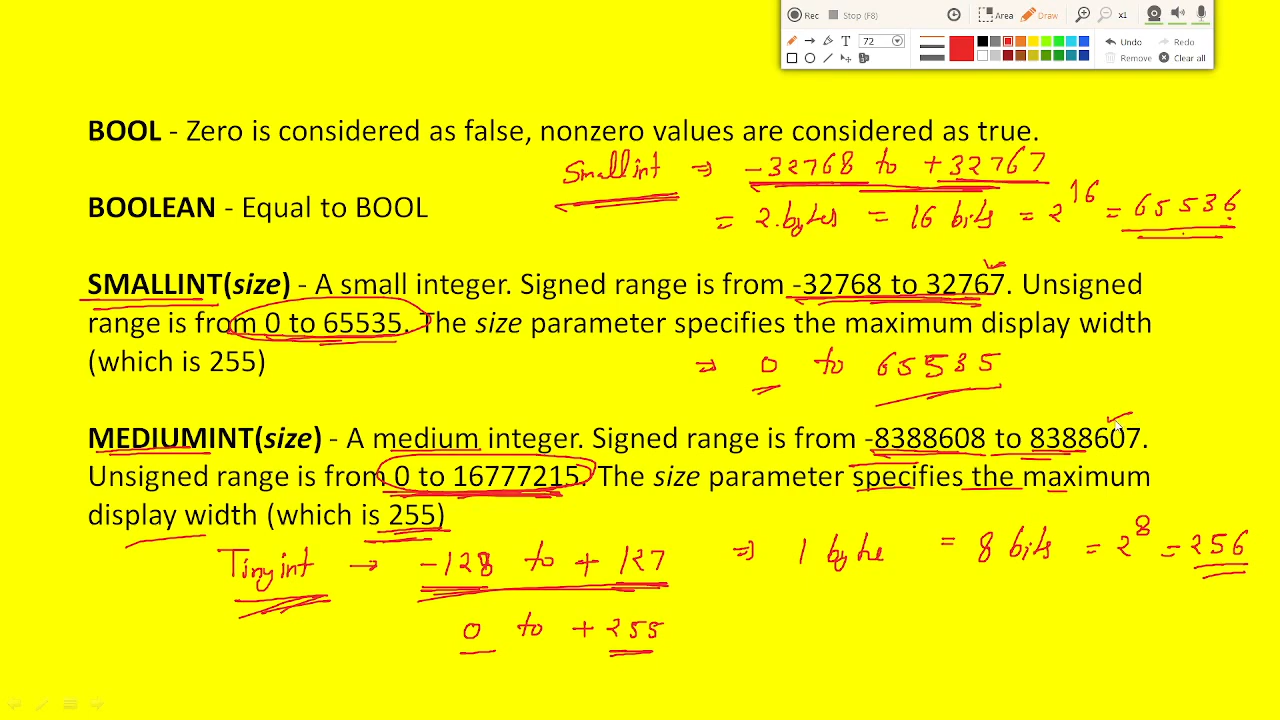 Rec Stop (F8) Area Draw x1
T 72 Undo Redo
Remove Clear all
BOOL - Zero is considered as false, nonzero values are considered as true.
Smallint ⇒ -32768 to +32767
BOOLEAN - Equal to BOOL
= 2.bytes = 16 bits = 2^16 = 65536
SMALLINT(size) - A small integer. Signed range is from -32768 to 32767. Unsigned
range is from 0 to 65535. The size parameter specifies the maximum display width
(which is 255)
⇒ 0 to 65535
MEDIUMINT(size) - A medium integer. Signed range is from -8388608 to 8388607.
Unsigned range is from 0 to 16777215. The size parameter specifies the maximum
display width (which is 255)
Tinyint → -128 to +127 ⇒ 1 byte = 8 bits = 2^8 = 256
0 to +255